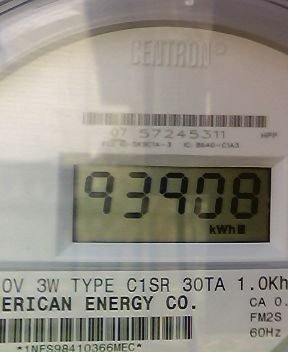 CENTRON
07 57245311 HPP
93908
kWh
0V 3W TYPE C1SR 30TA 1.0Kh
ERICAN ENERGY CO. CA 0.
FM2S
60Hz
*1NFS98410366MEC*